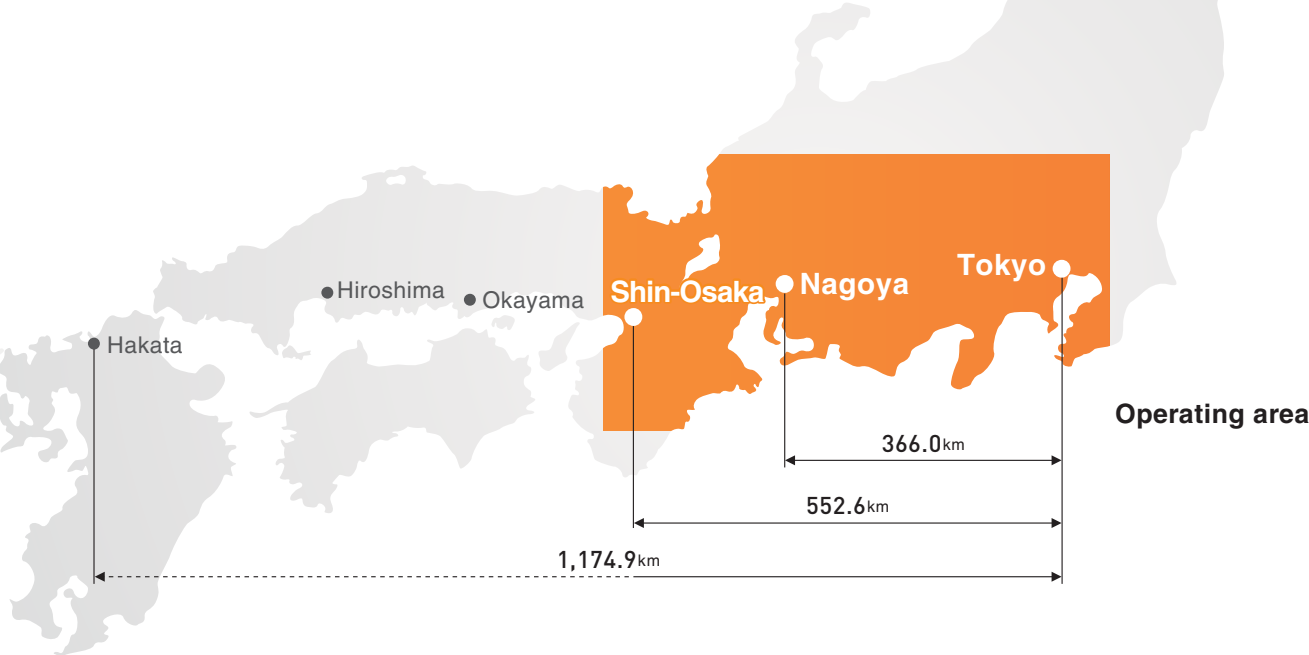 Tokyo
Nagoya
Shin-Osaka
Hiroshima
Okayama
Hakata
Operating area
366.0km
552.6km
1,174.9km